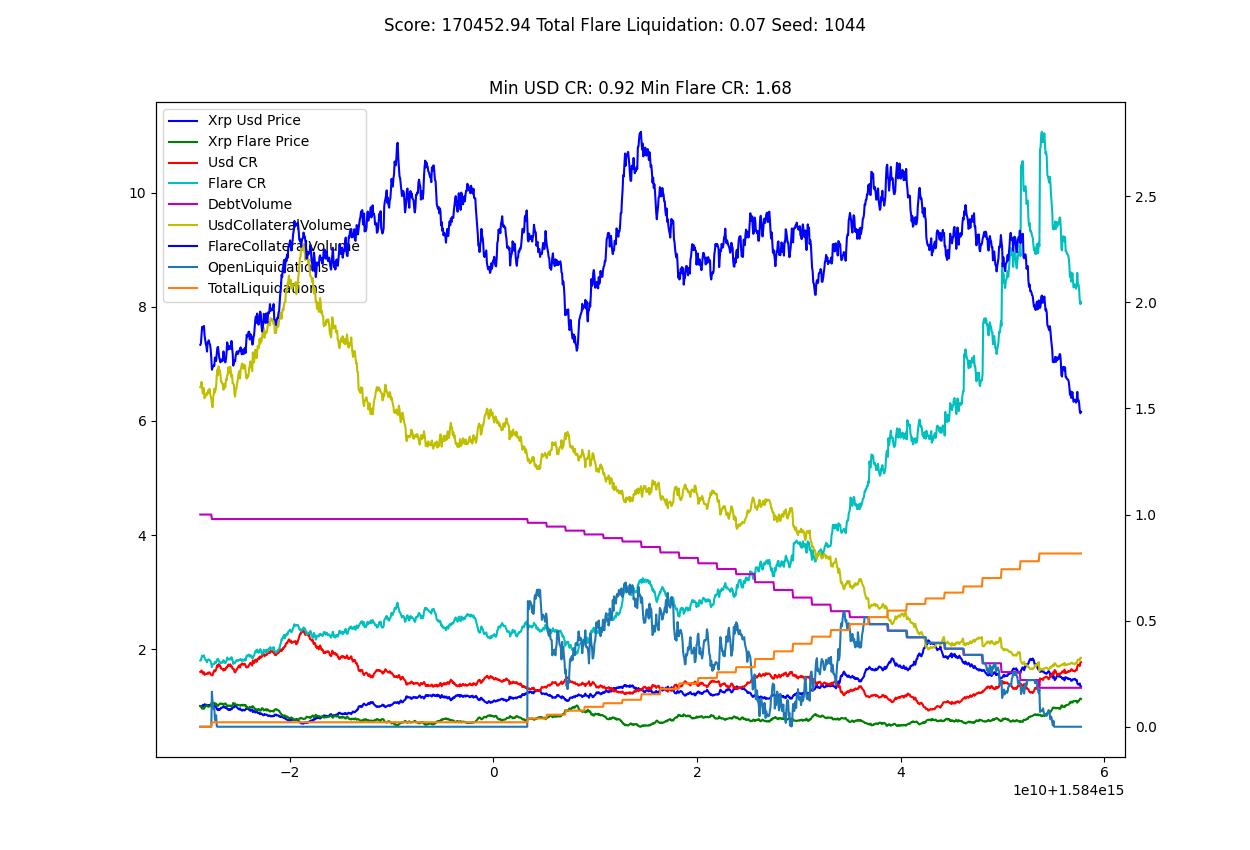 Score: 170452.94 Total Flare Liquidation: 0.07 Seed: 1044
Min USD CR: 0.92 Min Flare CR: 1.68
Xrp Usd Price
Xrp Flare Price
Usd CR
Flare CR
DebtVolume
UsdCollateralVolume
FlareCollateralVolume
OpenLiquidations
TotalLiquidations
10
8
6
4
2
2.5
2.0
1.5
1.0
0.5
0.0
−2
0
2
4
6
1e10+1.584e15